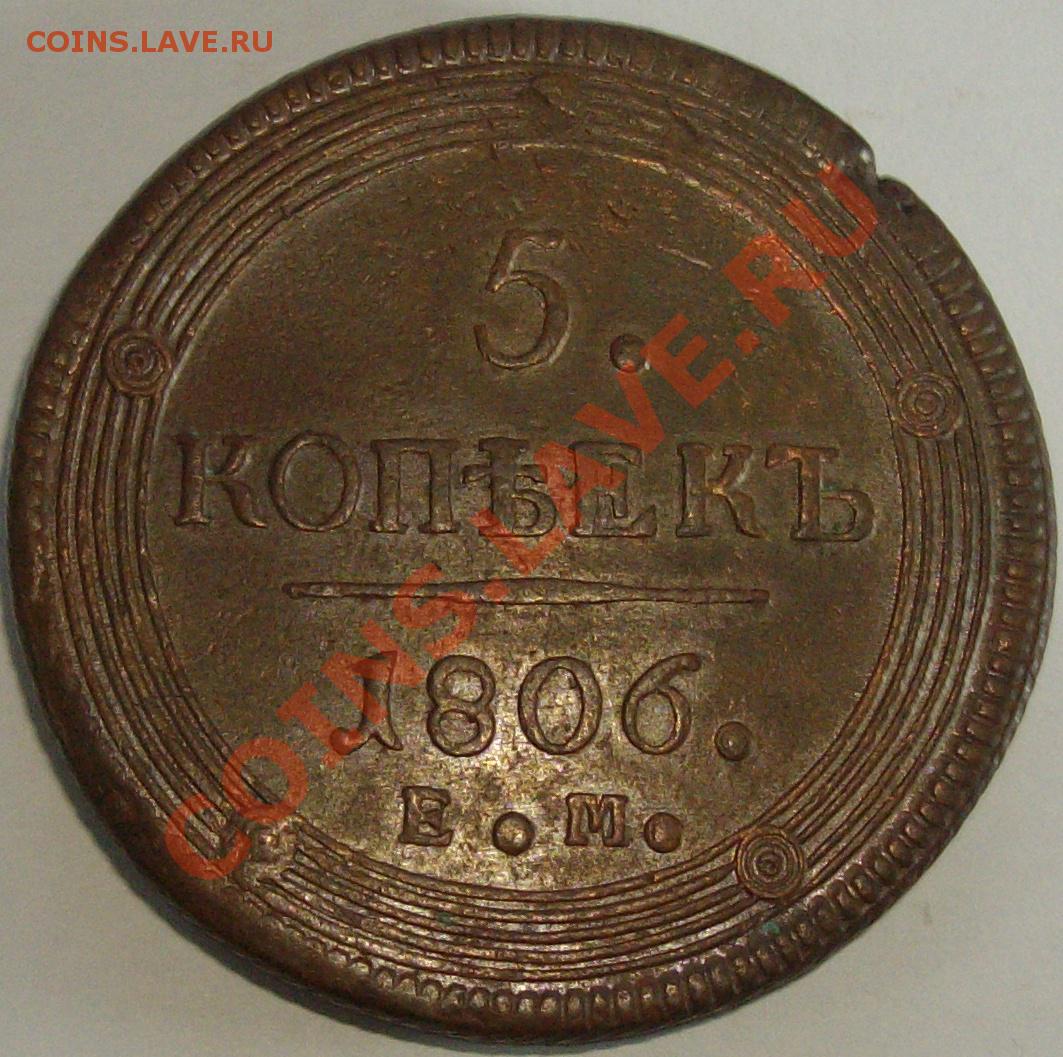 COINS.LAVE.RU
5.
КОПѢЕКЪ
1806.
Е.М.
COINS.LAVE.RU